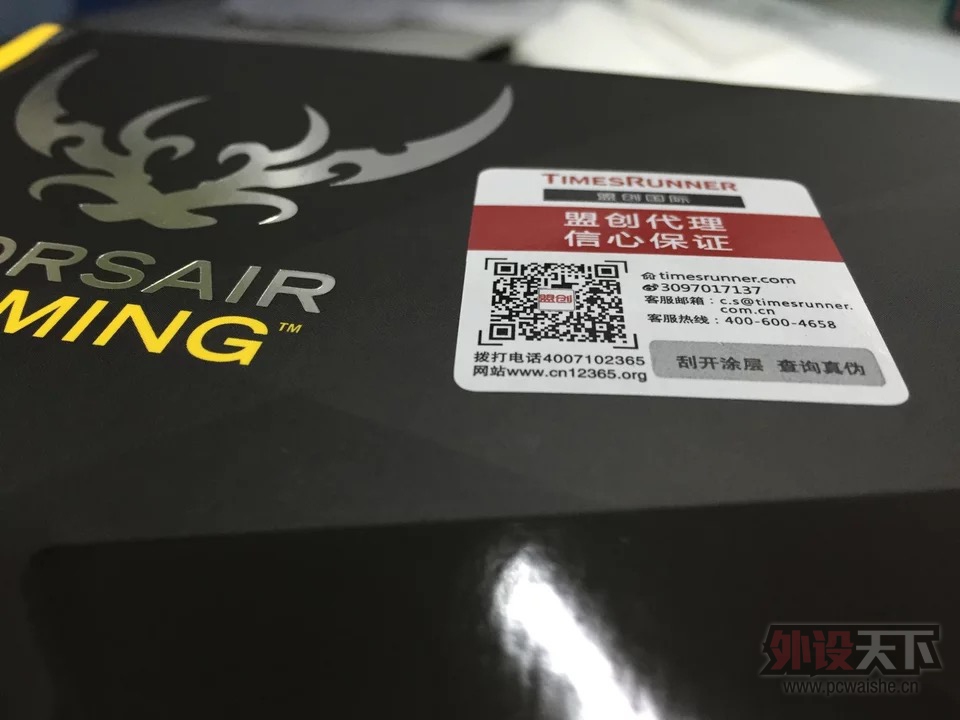 ORSAIR
MING™
TIMESRUNNER
盟创国际
盟创代理
信心保证
盟创
timesrunner.com
3097017137
客服邮箱：c.s@timesrunner.
com.cn
客服热线：400-600-4658
拨打电话4007102365
网站www.cn12365.org
刮开涂层 查询真伪
外设天下
www.pcwaishe.cn